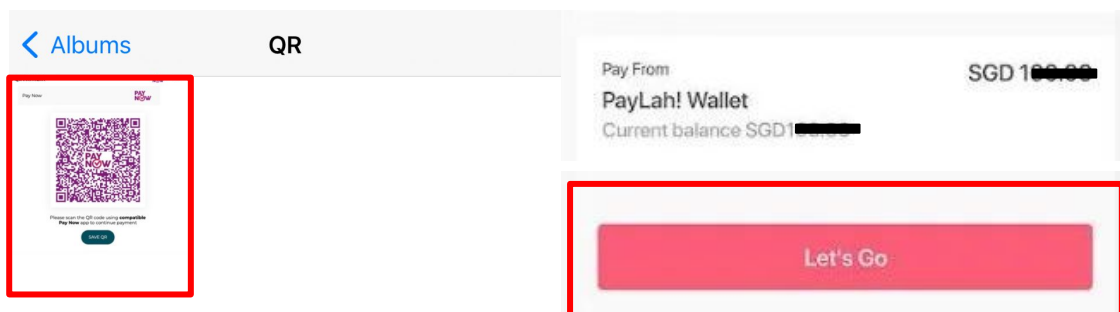 Albums
QR
Pay Now
PAY
NOW
PAY
NOW
Please scan the QR code using compatible
Pay Now app to continue payment
SAVE QR
Pay From
SGD 1
PayLah! Wallet
Current balance SGD1
Let's Go